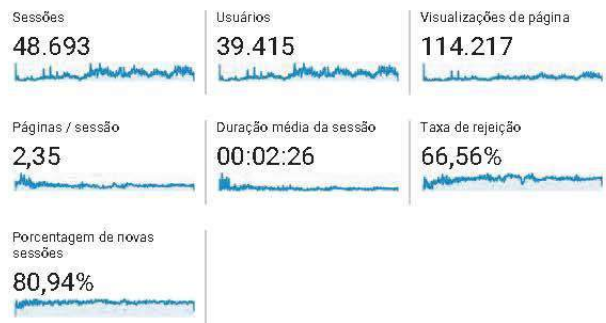 Sessões
48.693
Usuários
39.415
Visualizações de página
114.217
Páginas / sessão
2,35
Duração média da sessão
00:02:26
Taxa de rejeição
66,56%
Porcentagem de novas
sessões
80,94%